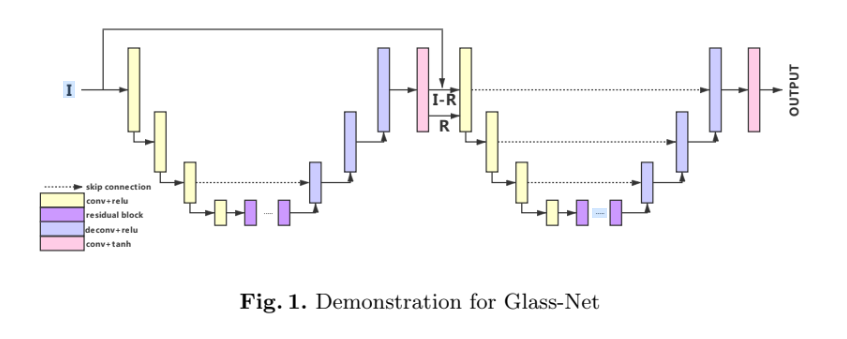 I
I-R
R
OUTPUT
skip connection
conv+relu
residual block
deconv+relu
conv+tanh
Fig. 1. Demonstration for Glass-Net